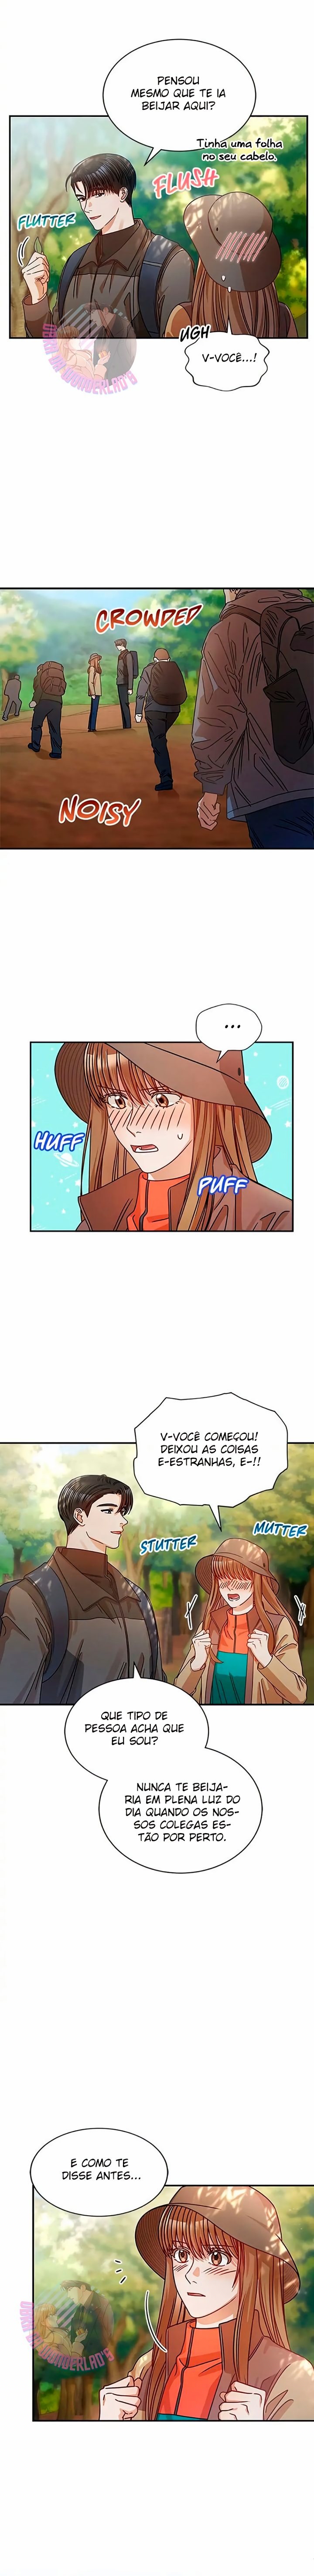 PENSOU
MESMO QUE TE IA
BEIJAR AQUI?
Tinha uma folha
no seu cabelo.
FLUSH
FLUTTER
UGH
V-VOCÊ...!
CROWDED
NOISY
...
HUFF
PUFF
V-VOCÊ COMEÇOU!
DEIXOU AS COISAS
E-ESTRANHAS, E-!!
MUTTER
STUTTER
QUE TIPO DE
PESSOA ACHA QUE
EU SOU?
NUNCA TE BEIJA-
RIA EM PLENA LUZ DO
DIA QUANDO OS NOS-
SOS COLEGAS ES-
TÃO POR PERTO.
E COMO TE
DISSE ANTES...